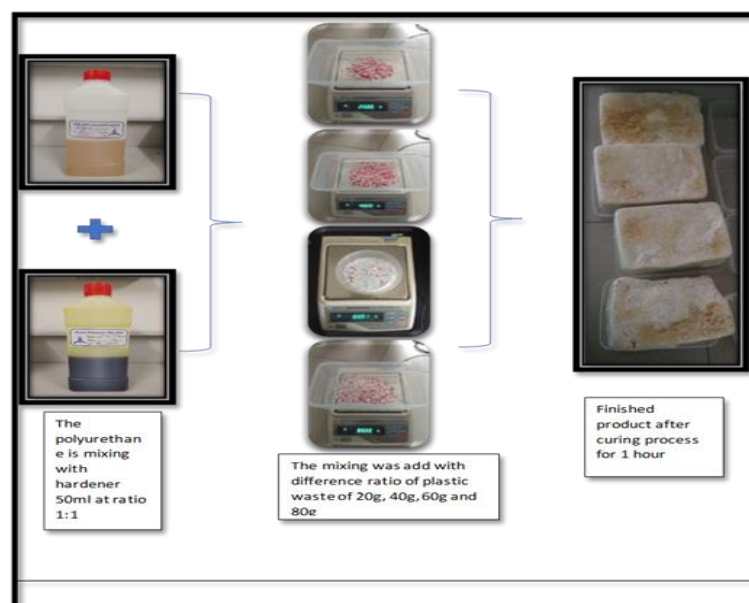 The
polyurethan
e is mixing
with
hardener
50ml at ratio
1:1
The mixing was add with
difference ratio of plastic
waste of 20g, 40g, 60g and
80g
Finished
product after
curing process
for 1 hour